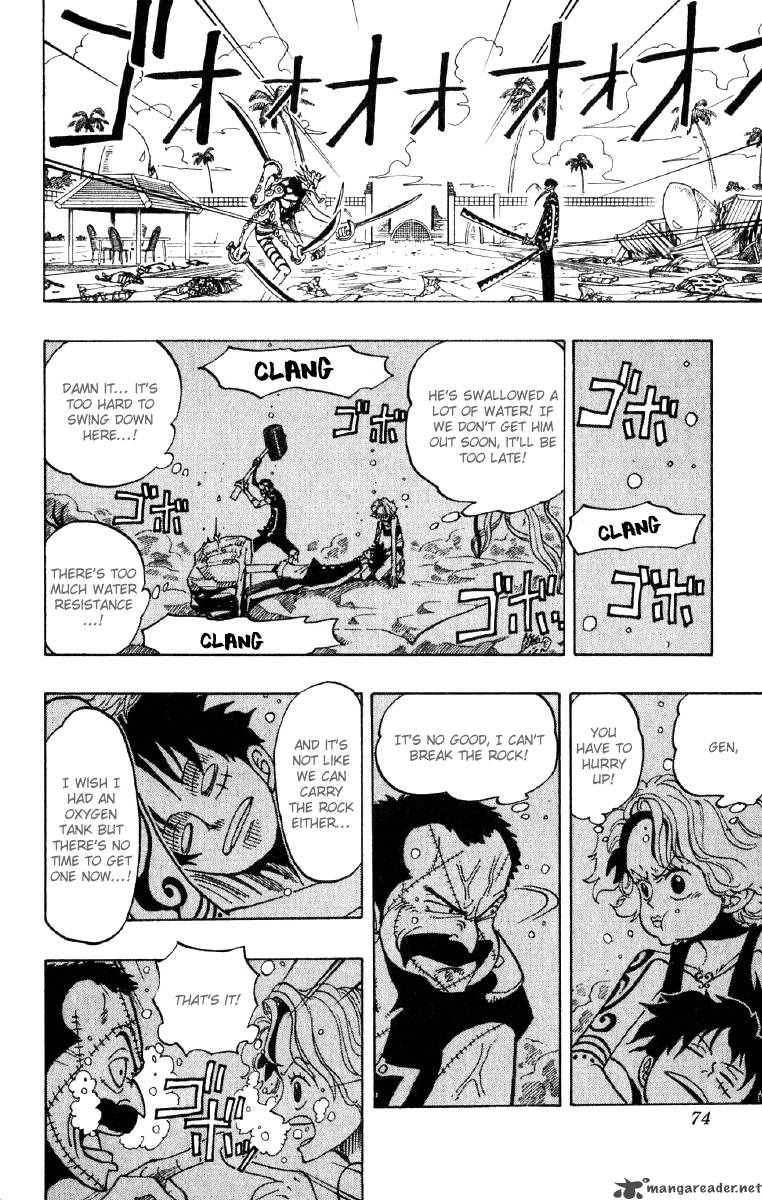 ゴオオオオオオオ
ゴボ
CLANG
ゴボ
HE'S SWALLOWED A
LOT OF WATER! IF
WE DON'T GET HIM
OUT SOON, IT'LL BE
TOO LATE!
CLANG
ゴボ
DAMN IT... IT'S
TOO HARD TO
SWING DOWN
HERE...!
ゴボ
ゴボ
THERE'S TOO
MUCH WATER
RESISTANCE
...!
CLANG
GEN,
YOU
HAVE TO
HURRY
UP!
IT'S NO GOOD, I CAN'T
BREAK THE ROCK!
AND IT'S
NOT LIKE
WE CAN
CARRY
THE ROCK
EITHER...
I WISH I
HAD AN
OXYGEN
TANK BUT
THERE'S NO
TIME TO GET
ONE NOW...!
THAT'S IT!
ゴボ
74
mangareader.net